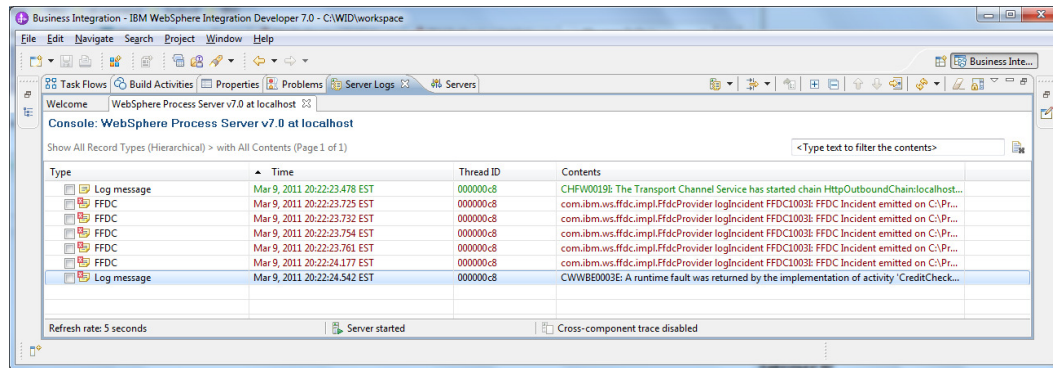 Business Integration - IBM WebSphere Integration Developer 7.0 - C:\WID\workspace
File Edit Navigate Search Project Window Help
Business Inte...
Task Flows Build Activities Properties Problems Server Logs Servers
Welcome WebSphere Process Server v7.0 at localhost
Console: WebSphere Process Server v7.0 at localhost
Show All Record Types (Hierarchical) > with All Contents (Page 1 of 1) <Type text to filter the contents>
Type Time Thread ID Contents
Log message Mar 9, 2011 20:22:23.478 EST 000000c8 CHFW0019I: The Transport Channel Service has started chain HttpOutboundChain:localhost...
FFDC Mar 9, 2011 20:22:23.725 EST 000000c8 com.ibm.ws.ffdc.impl.FfdcProvider logIncident FFDC1003I: FFDC Incident emitted on C:\Pr...
FFDC Mar 9, 2011 20:22:23.732 EST 000000c8 com.ibm.ws.ffdc.impl.FfdcProvider logIncident FFDC1003I: FFDC Incident emitted on C:\Pr...
FFDC Mar 9, 2011 20:22:23.754 EST 000000c8 com.ibm.ws.ffdc.impl.FfdcProvider logIncident FFDC1003I: FFDC Incident emitted on C:\Pr...
FFDC Mar 9, 2011 20:22:23.761 EST 000000c8 com.ibm.ws.ffdc.impl.FfdcProvider logIncident FFDC1003I: FFDC Incident emitted on C:\Pr...
FFDC Mar 9, 2011 20:22:24.177 EST 000000c8 com.ibm.ws.ffdc.impl.FfdcProvider logIncident FFDC1003I: FFDC Incident emitted on C:\Pr...
Log message Mar 9, 2011 20:22:24.542 EST 000000c8 CWWBE0003E: A runtime fault was returned by the implementation of activity 'CreditCheck...
Refresh rate: 5 seconds Server started Cross-component trace disabled